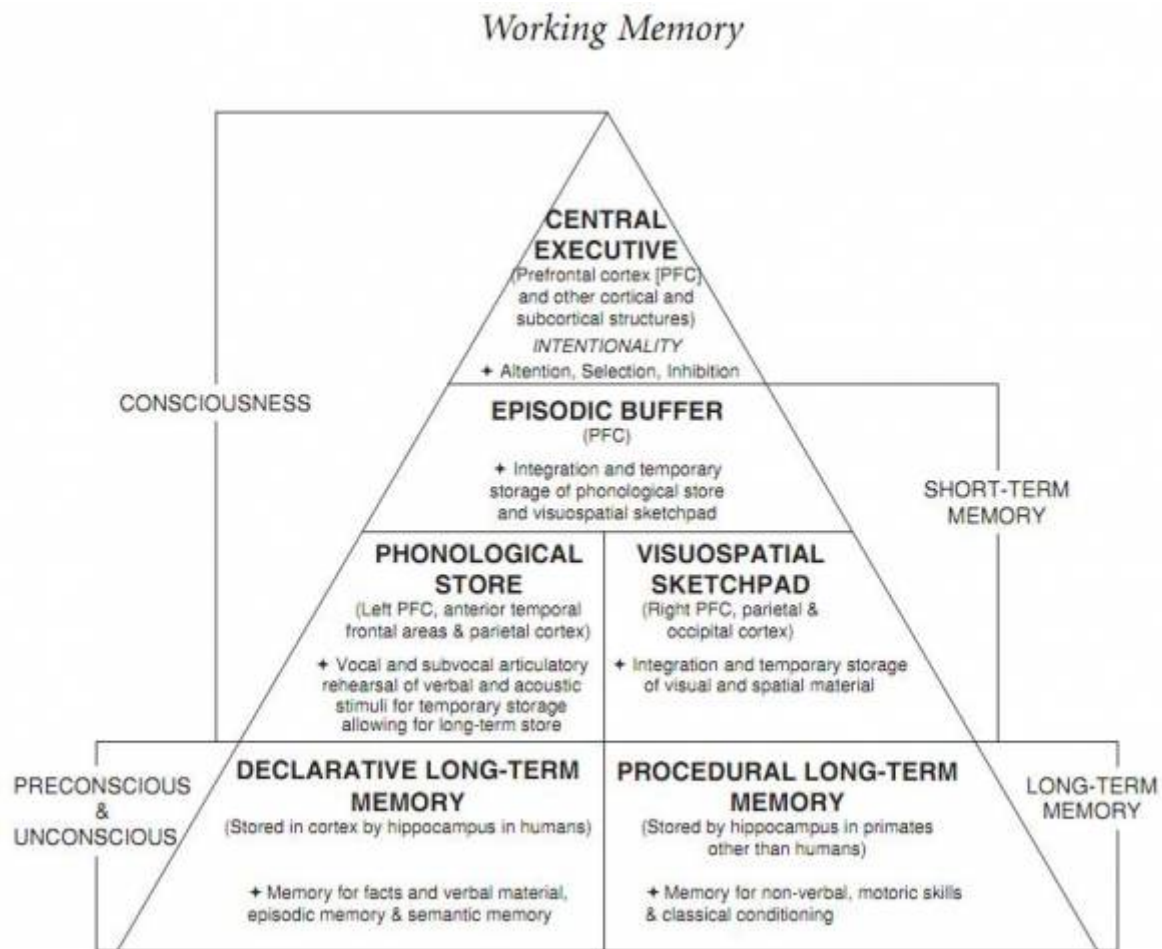 Working Memory
CENTRAL
EXECUTIVE
(Prefrontal cortex [PFC]
and other cortical and
subcortical structures)
INTENTIONALITY
+ Altention, Selection, Inhibition
CONSCIOUSNESS
EPISODIC BUFFER
(PFC)
+ Integration and temporary
storage of phonological store
and visuospatial sketchpad
SHORT-TERM
MEMORY
PHONOLOGICAL
STORE
(Left PFC, anterior temporal
frontal areas & parietal cortex)
+ Vocal and subvocal articulatory
rehearsal of verbal and acoustic
stimuli for temporary storage
allowing for long-term store
VISUOSPATIAL
SKETCHPAD
(Right PFC, parietal &
occipital cortex)
+ Integration and temporary storage
of visual and spatial material
PRECONSCIOUS
&
UNCONSCIOUS
DECLARATIVE LONG-TERM
MEMORY
(Stored in cortex by hippocampus in humans)
+ Memory for facts and verbal material,
episodic memory & semantic memory
PROCEDURAL LONG-TERM
MEMORY
(Stored by hippocampus in primates
other than humans)
+ Memory for non-verbal, motoric skills
& classical conditioning
LONG-TERM
MEMORY